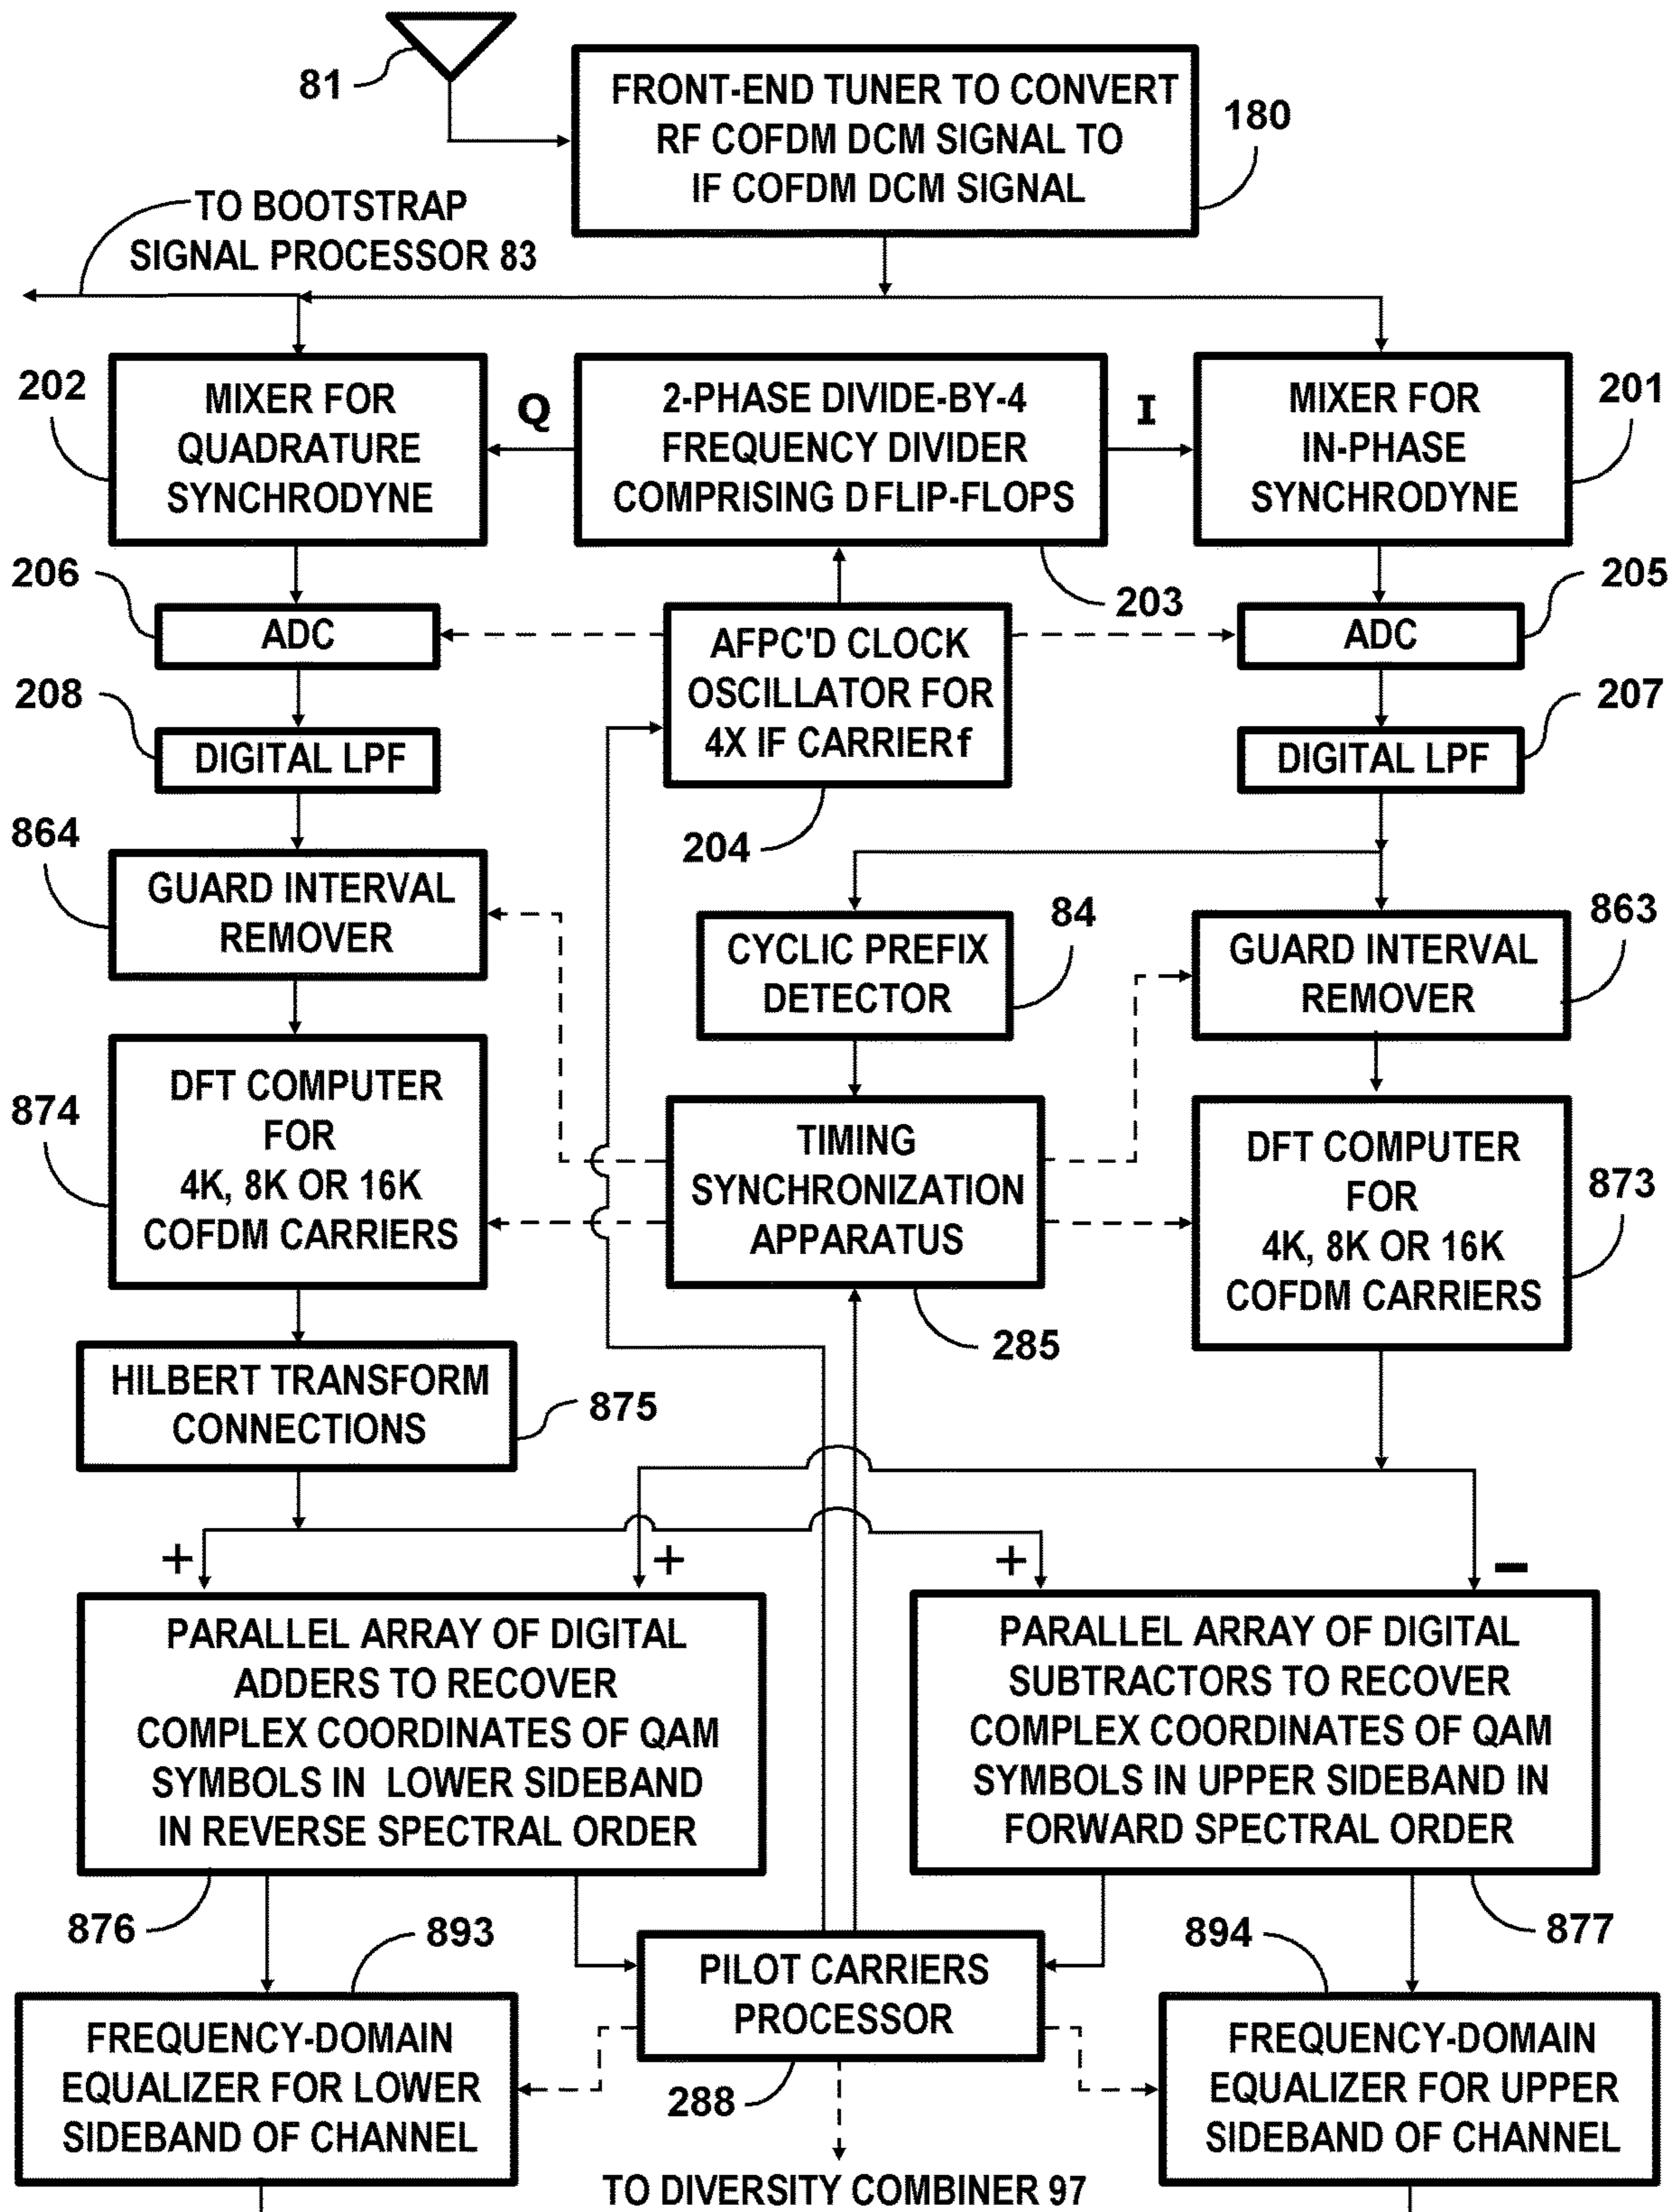 81
FRONT-END TUNER TO CONVERT
RF COFDM DCM SIGNAL TO
IF COFDM DCM SIGNAL
180
TO BOOTSTRAP
SIGNAL PROCESSOR 83
202
MIXER FOR
QUADRATURE
SYNCHRODYNE
Q
2-PHASE DIVIDE-BY-4
FREQUENCY DIVIDER
COMPRISING D FLIP-FLOPS
I
MIXER FOR
IN-PHASE
SYNCHRODYNE
201
203
206
ADC
AFPC'D CLOCK
OSCILLATOR FOR
4X IF CARRIER f
204
ADC
205
208
DIGITAL LPF
DIGITAL LPF
207
864
GUARD INTERVAL
REMOVER
CYCLIC PREFIX
DETECTOR
84
GUARD INTERVAL
REMOVER
863
874
DFT COMPUTER
FOR
4K, 8K OR 16K
COFDM CARRIERS
TIMING
SYNCHRONIZATION
APPARATUS
285
DFT COMPUTER
FOR
4K, 8K OR 16K
COFDM CARRIERS
873
HILBERT TRANSFORM
CONNECTIONS
875
+
+
+
−
PARALLEL ARRAY OF DIGITAL
ADDERS TO RECOVER
COMPLEX COORDINATES OF QAM
SYMBOLS IN LOWER SIDEBAND
IN REVERSE SPECTRAL ORDER
876
PARALLEL ARRAY OF DIGITAL
SUBTRACTORS TO RECOVER
COMPLEX COORDINATES OF QAM
SYMBOLS IN UPPER SIDEBAND IN
FORWARD SPECTRAL ORDER
877
893
FREQUENCY-DOMAIN
EQUALIZER FOR LOWER
SIDEBAND OF CHANNEL
PILOT CARRIERS
PROCESSOR
288
894
FREQUENCY-DOMAIN
EQUALIZER FOR UPPER
SIDEBAND OF CHANNEL
TO DIVERSITY COMBINER 97